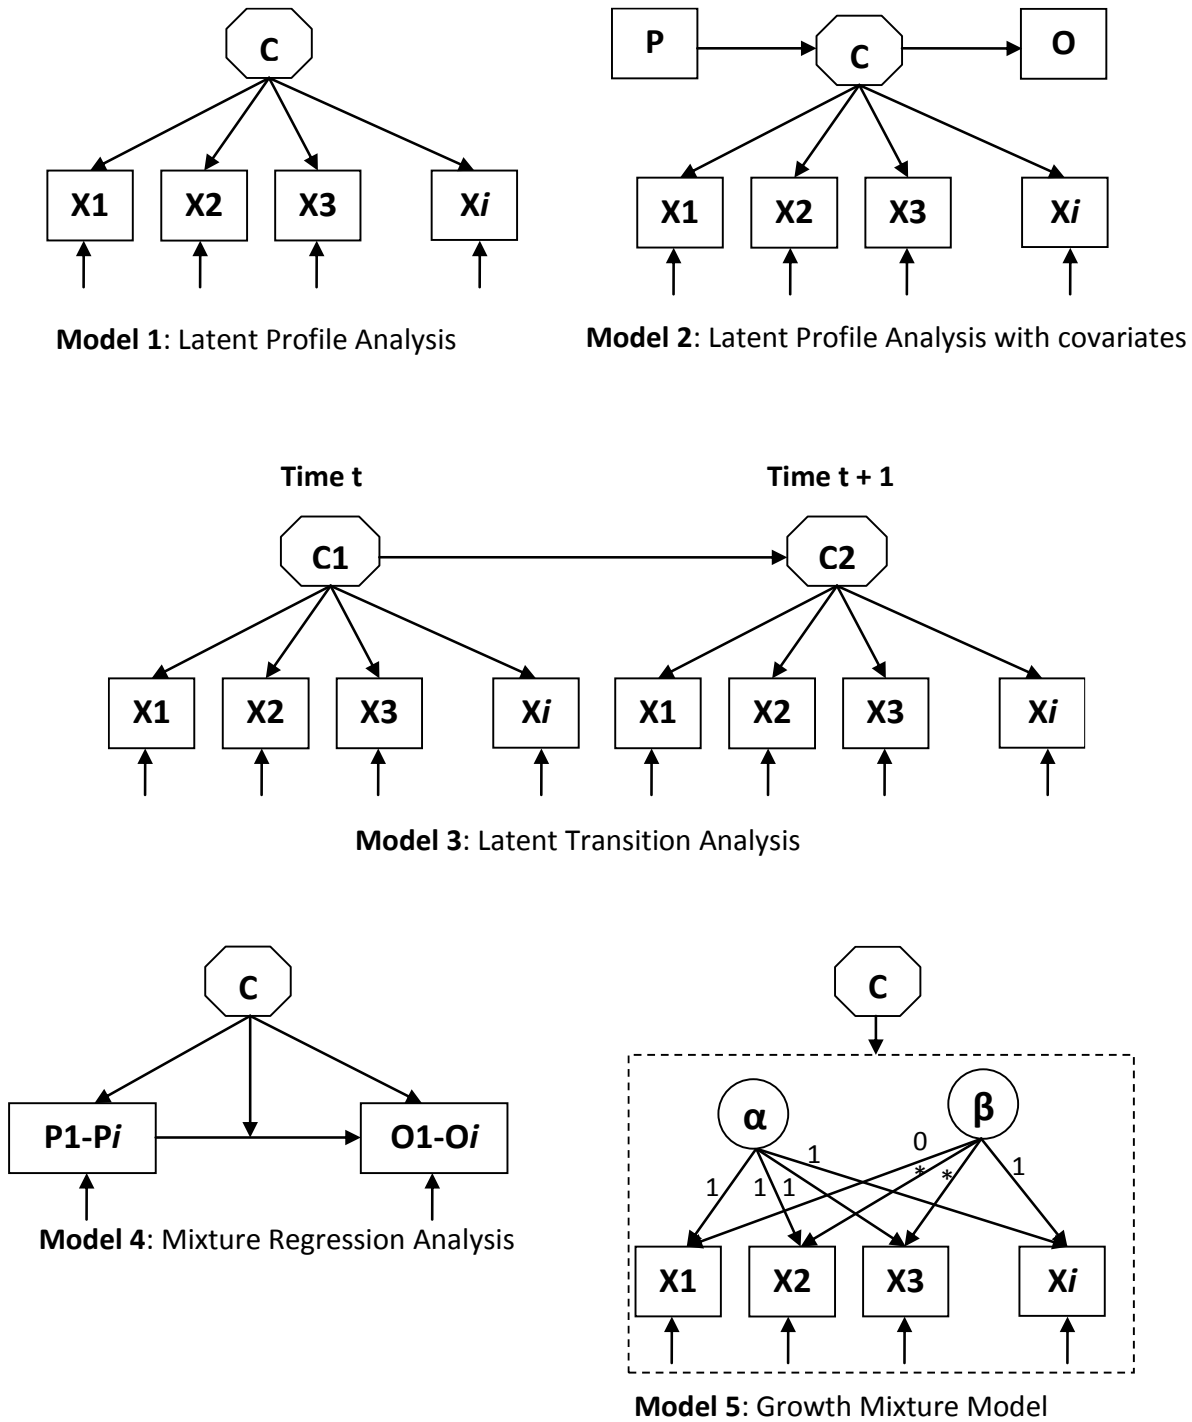 C
P C O
X1 X2 X3 Xi
X1 X2 X3 Xi
Model 1: Latent Profile Analysis
Model 2: Latent Profile Analysis with covariates
Time t Time t + 1
C1 C2
X1 X2 X3 Xi X1 X2 X3 Xi
Model 3: Latent Transition Analysis
C
P1-Pi O1-Oi
Model 4: Mixture Regression Analysis
C
α β
1 1 1 1 0 * * 1
X1 X2 X3 Xi
Model 5: Growth Mixture Model